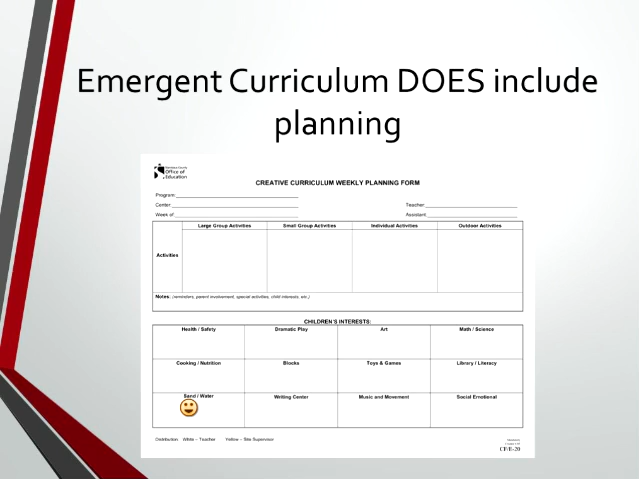 Emergent Curriculum DOES include
planning
Office of
Education
CREATIVE CURRICULUM WEEKLY PLANNING FORM
Program:
Center:
Teacher:
Week of:
Assistant:
Large Group Activities
Small Group Activities
Individual Activities
Outdoor Activities
Activities
Notes: (reminders, parent involvement, special activities, child interests, etc.)
CHILDREN'S INTERESTS:
Health / Safety
Dramatic Play
Art
Math / Science
Cooking / Nutrition
Blocks
Toys & Games
Library / Literacy
Sand / Water
Writing Center
Music and Movement
Social Emotional
Distribution: White – Teacher Yellow – Site Supervisor